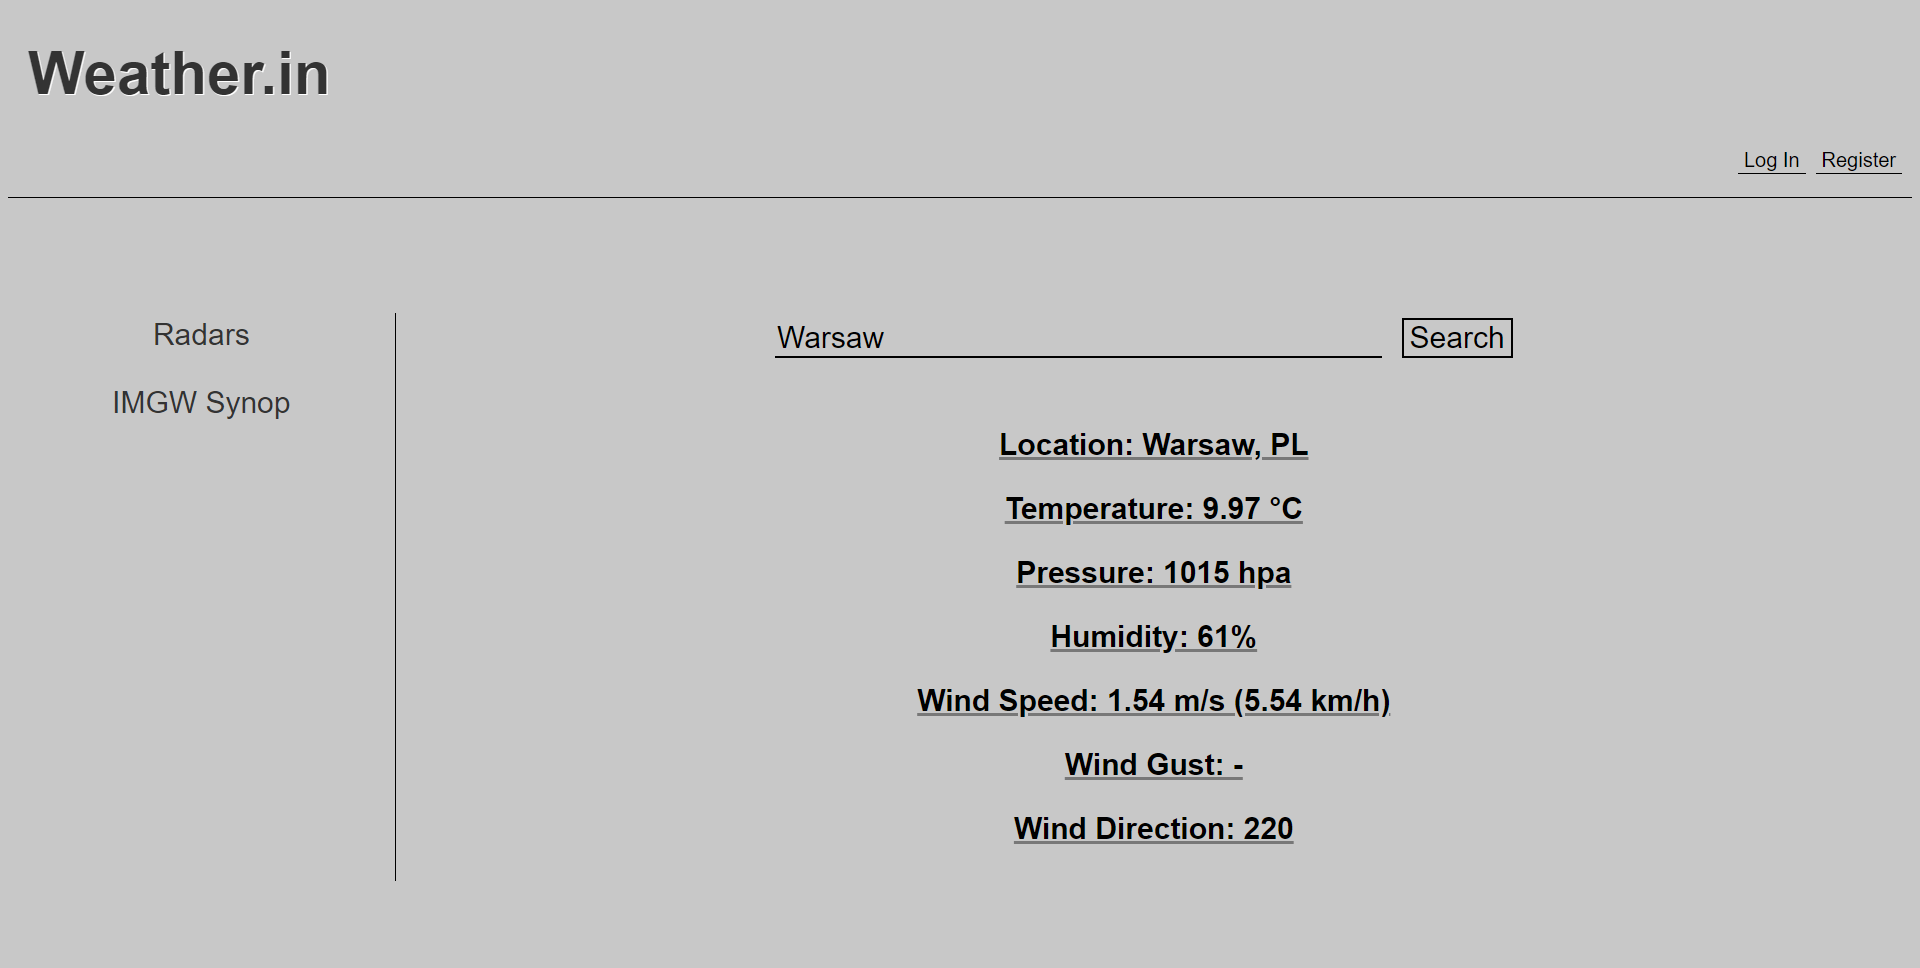 Weather.in
Log In Register
Radars
IMGW Synop
Warsaw Search
Location: Warsaw, PL
Temperature: 9.97 °C
Pressure: 1015 hpa
Humidity: 61%
Wind Speed: 1.54 m/s (5.54 km/h)
Wind Gust: -
Wind Direction: 220